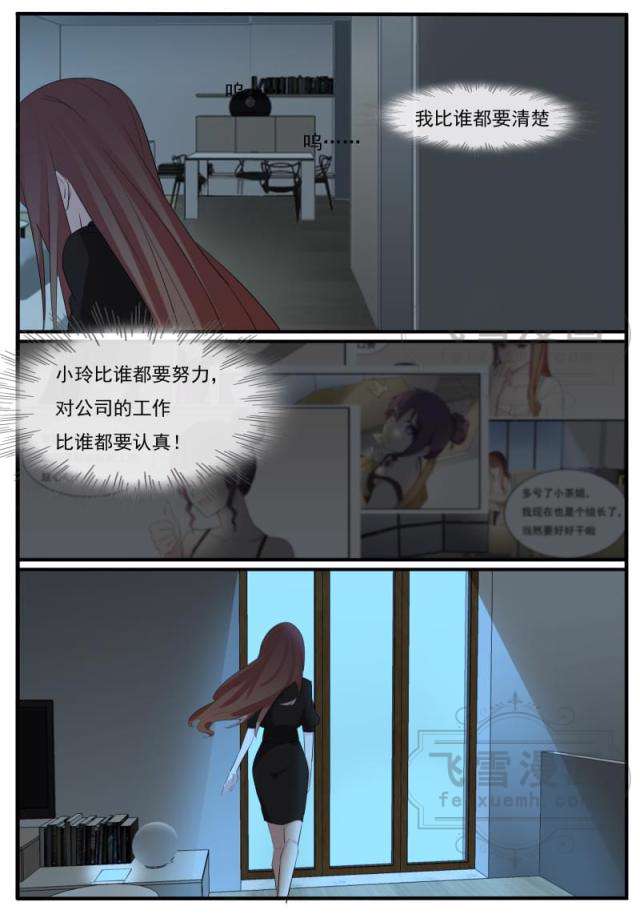 呜…
呜……
我比谁都要清楚
小玲比谁都要努力，
对公司的工作
比谁都要认真！
多亏了小茶姐，
我现在也是个组长了，
当然要好好干啦
飞雪漫
feixuemh.com